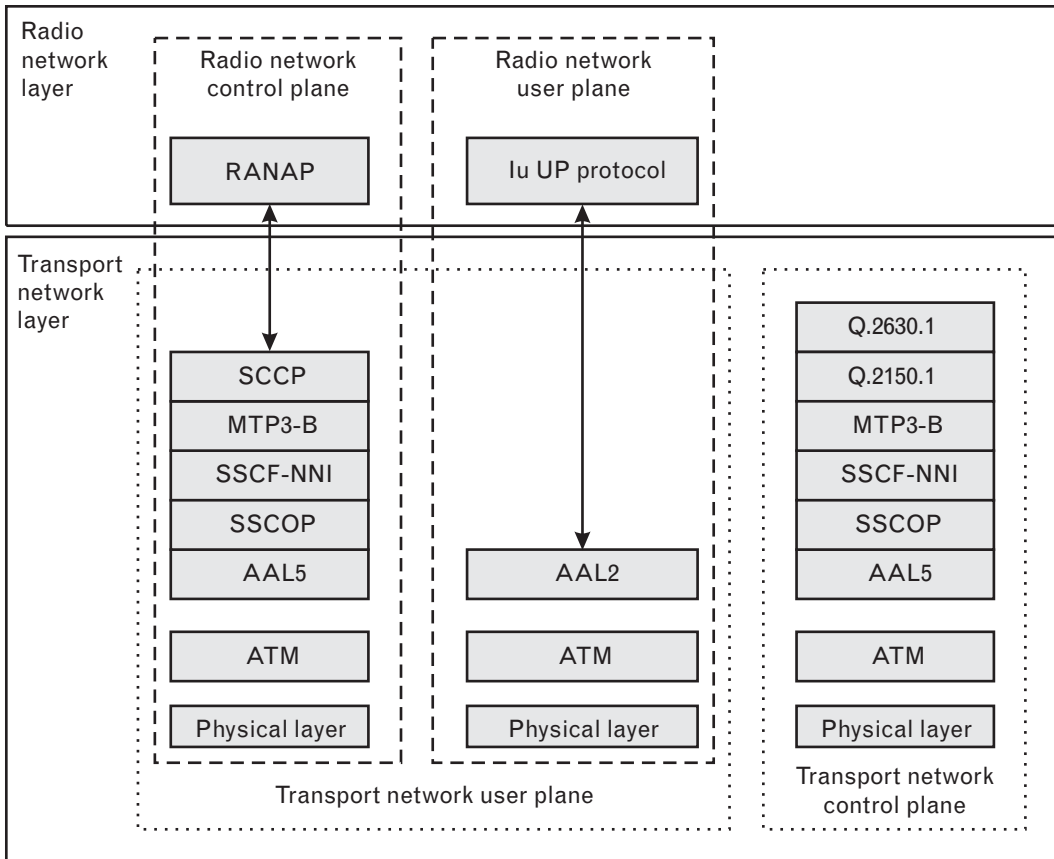 Radio
network
layer
Radio network
control plane
Radio network
user plane
RANAP
Iu UP protocol
Transport
network
layer
SCCP
MTP3-B
SSCF-NNI
SSCOP
AAL5
ATM
Physical layer
AAL2
ATM
Physical layer
Transport network user plane
Q.2630.1
Q.2150.1
MTP3-B
SSCF-NNI
SSCOP
AAL5
ATM
Physical layer
Transport network
control plane